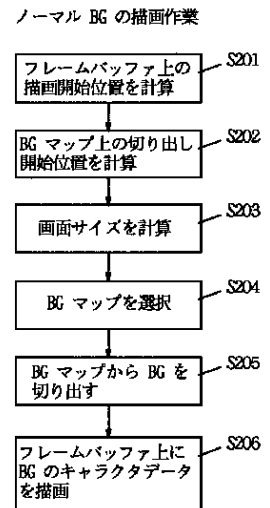 ノーマル BG の描画作業
フレームバッファ上の
描画開始位置を計算
S201
BG マップ上の切り出し
開始位置を計算
S202
画面サイズを計算
S203
BG マップを選択
S204
BG マップから BG を
切り出す
S205
フレームバッファ上に
BG のキャラクタデータ
を描画
S206